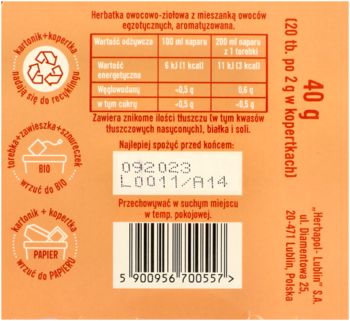 Herbatka owocowo-ziołowa z mieszanką owoców
egzotycznych, aromatyzowana.
Wartość odżywcza 100 ml naparu 200 ml naparu
z 1 torebki
Wartość
energetyczna 6 kJ (1 kcal) 11 kJ (3 kcal)
Węglowodany <0,5 g 0,6 g
w tym cukry <0,5 g <0,5 g
Zawiera znikome ilości tłuszczu (w tym kwasów
tłuszczowych nasyconych), białka i soli.
Najlepiej spożyć przed końcem:
092023
L0011/A14
Przechowywać w suchym miejscu
w temp. pokojowej.
5 900956 700557 >
kartonik+kopertka
nadają się do recyklingu
torebka+zawieszka+sznureczek
BIO
wrzuć do BIO
kartonik + kopertka
PAPIER
wrzuć do PAPIERU
40 g
(20 tb. po 2 g w kopertkach)
„Herbapol- Lublin” S.A.
ul. Diamentowa 25,
20-471 Lublin, Polska